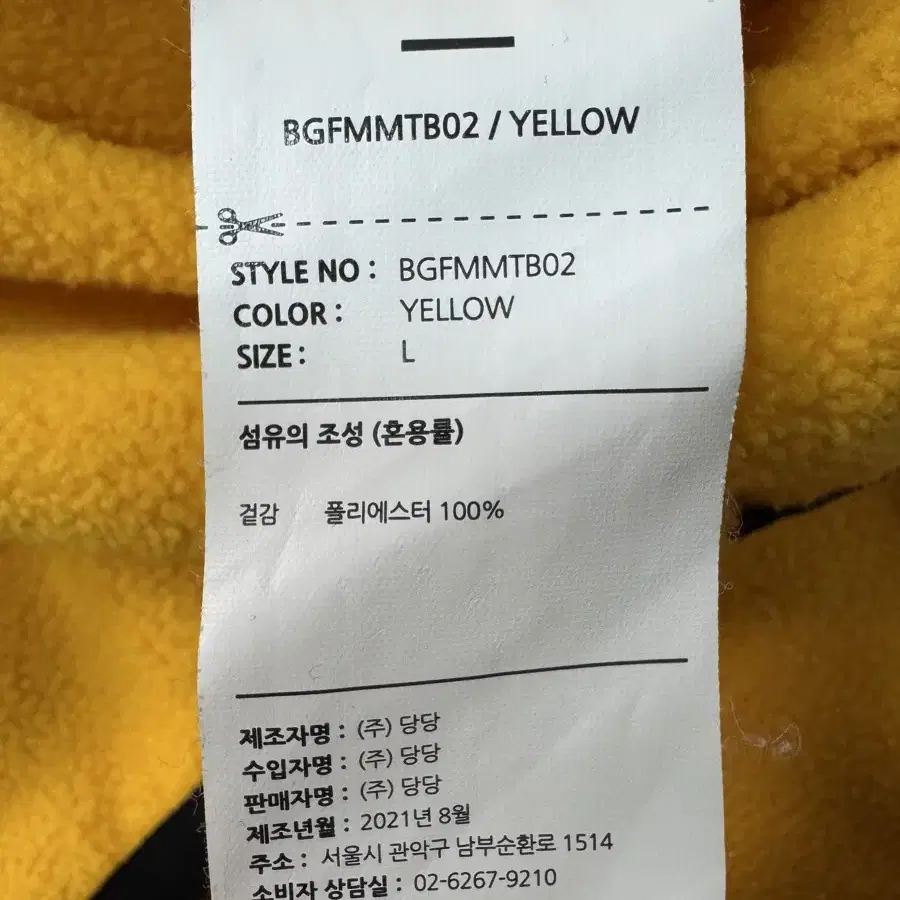 BGFMMTB02 / YELLOW
STYLE NO : BGFMMTB02
COLOR : YELLOW
SIZE : L
섬유의 조성 (혼용률)
겉감 폴리에스터 100%
제조자명 : (주) 당당
수입자명 : (주) 당당
판매자명 : (주) 당당
제조년월 : 2021년 8월
주소 : 서울시 관악구 남부순환로 1514
소비자 상담실 : 02-6267-9210